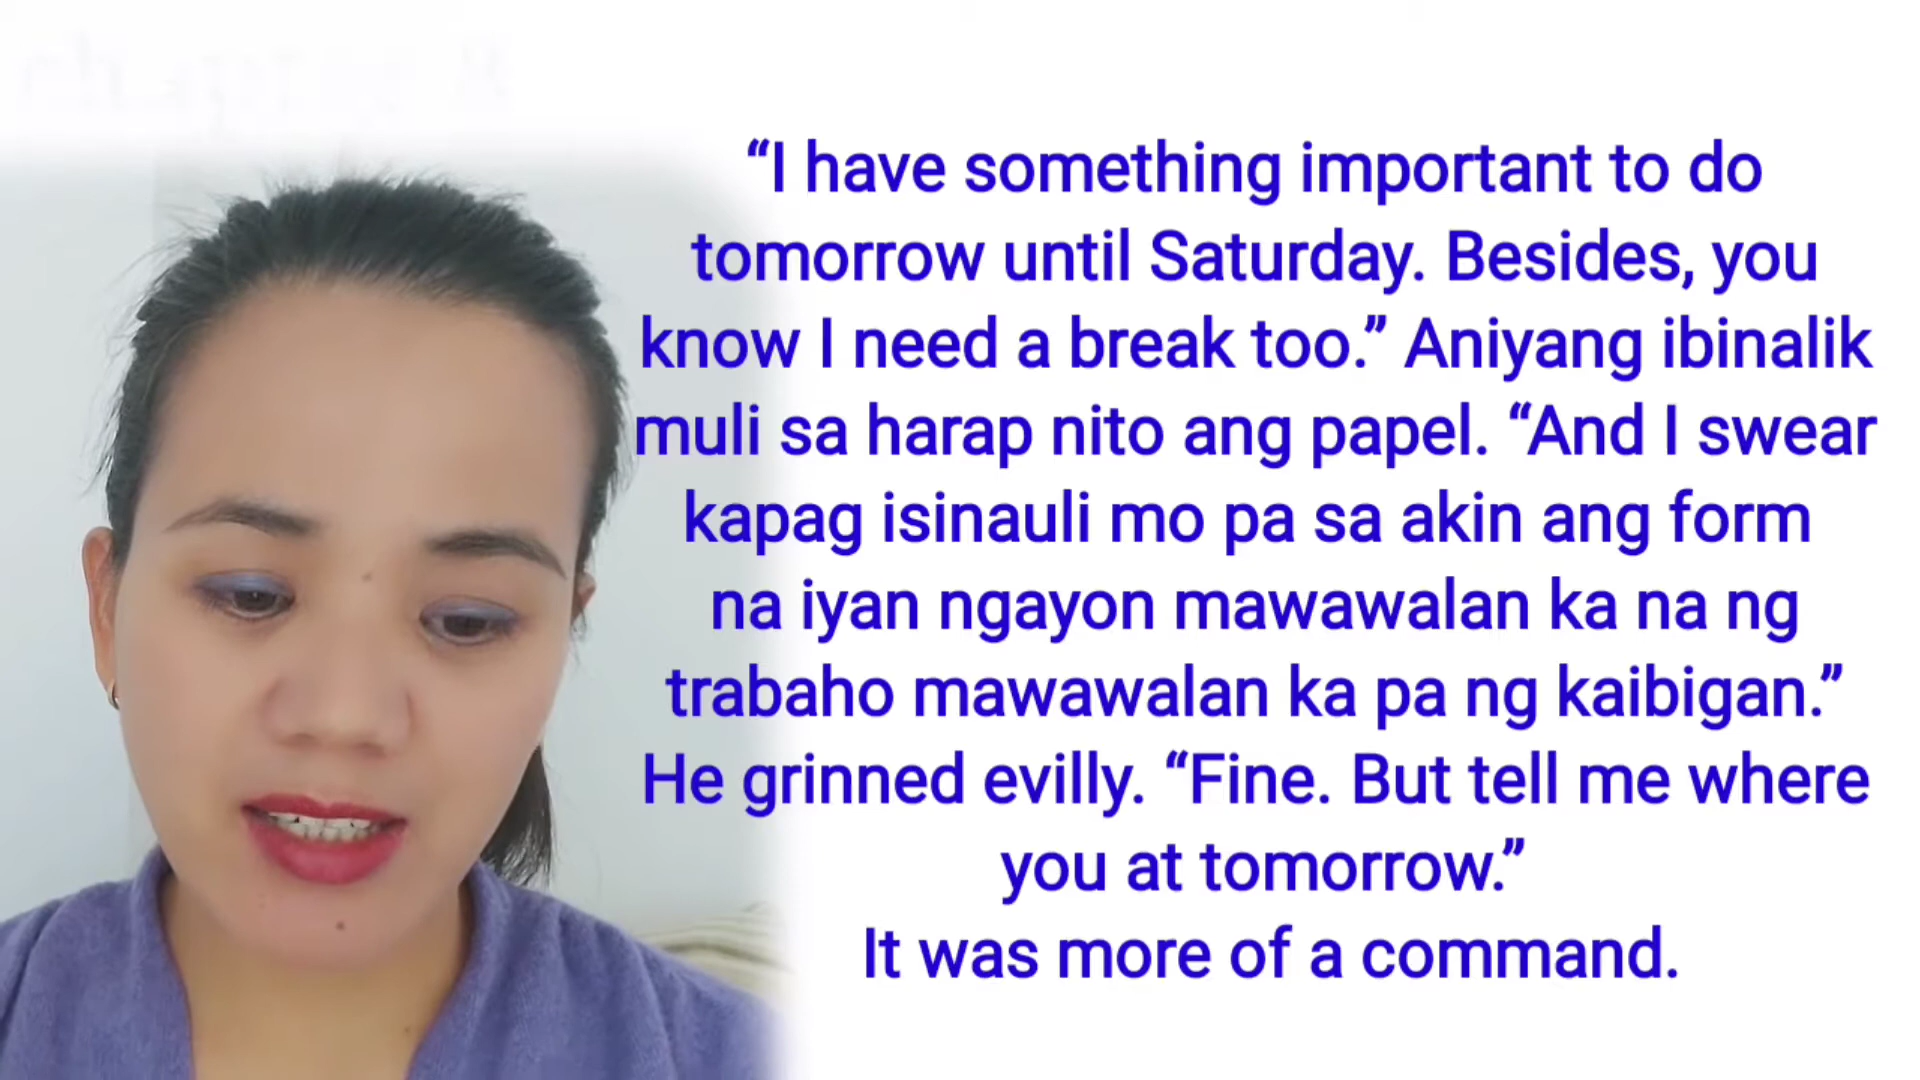 “I have something important to do
tomorrow until Saturday. Besides, you
know I need a break too.” Aniyang ibinalik
muli sa harap nito ang papel. “And I swear
kapag isinauli mo pa sa akin ang form
na iyan ngayon mawawalan ka na ng
trabaho mawawalan ka pa ng kaibigan.”
He grinned evilly. “Fine. But tell me where
you at tomorrow.”
It was more of a command.